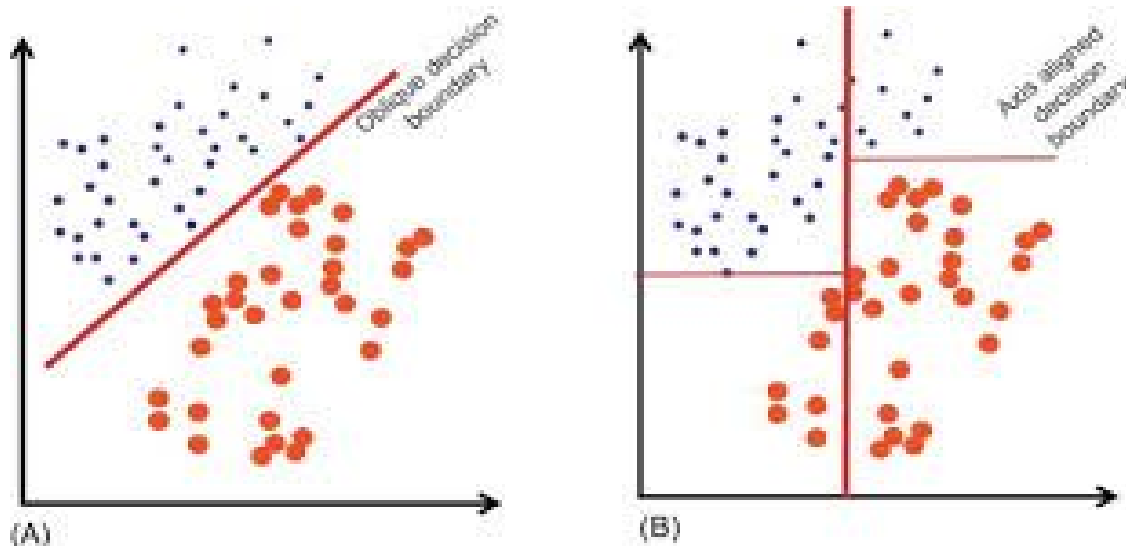 Oblique decision
boundary
(A)
Axis aligned
decision
boundary
(B)